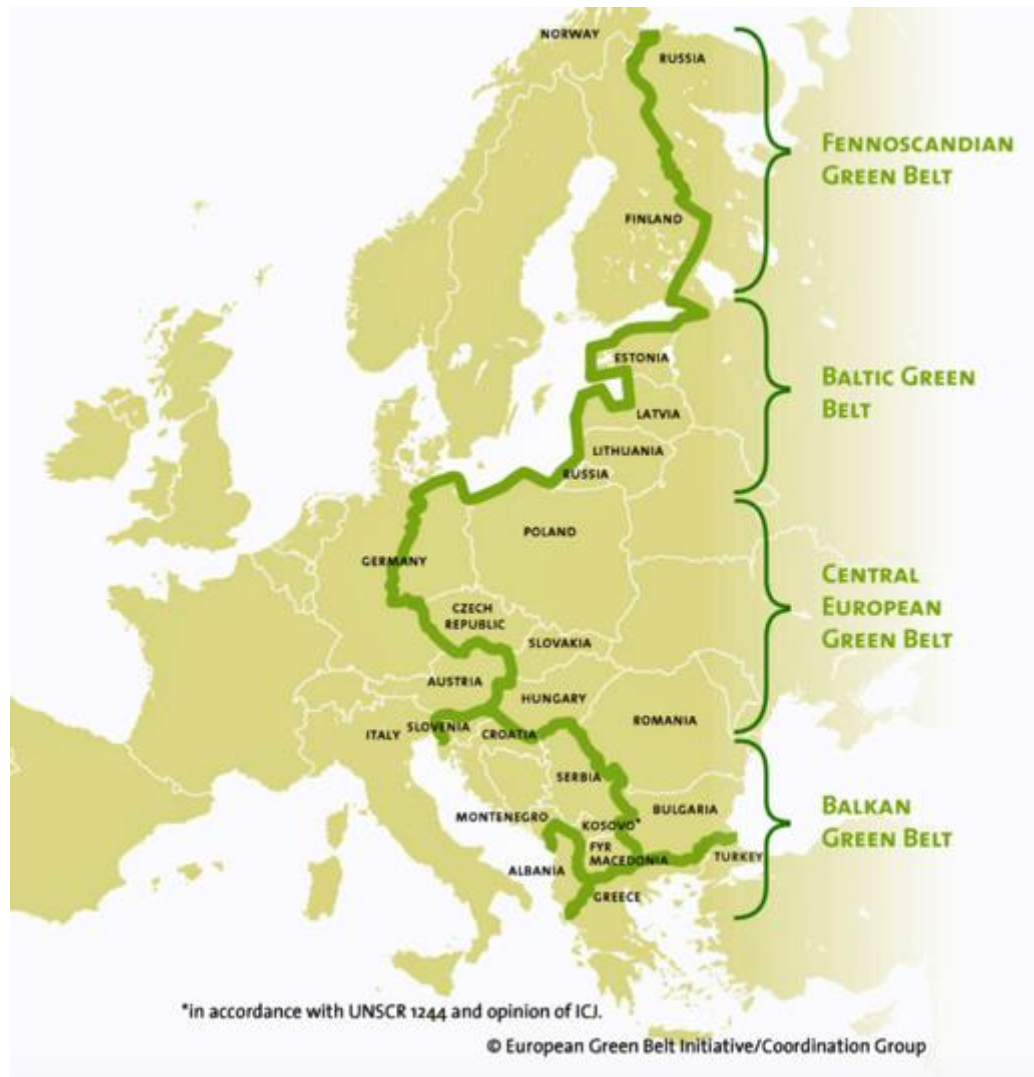 NORWAY
RUSSIA
FENNOSCANDIAN
GREEN BELT
FINLAND
ESTONIA
BALTIC GREEN
BELT
LATVIA
LITHUANIA
RUSSIA
POLAND
GERMANY
CENTRAL
EUROPEAN
GREEN BELT
CZECH
REPUBLIC
SLOVAKIA
AUSTRIA
HUNGARY
ROMANIA
ITALY
SLOVENIA
CROATIA
SERBIA
BALKAN
GREEN BELT
MONTENEGRO
KOSOVO*
BULGARIA
FYR
MACEDONIA
TURKEY
ALBANIA
GREECE
*in accordance with UNSCR 1244 and opinion of ICJ.
© European Green Belt Initiative/Coordination Group